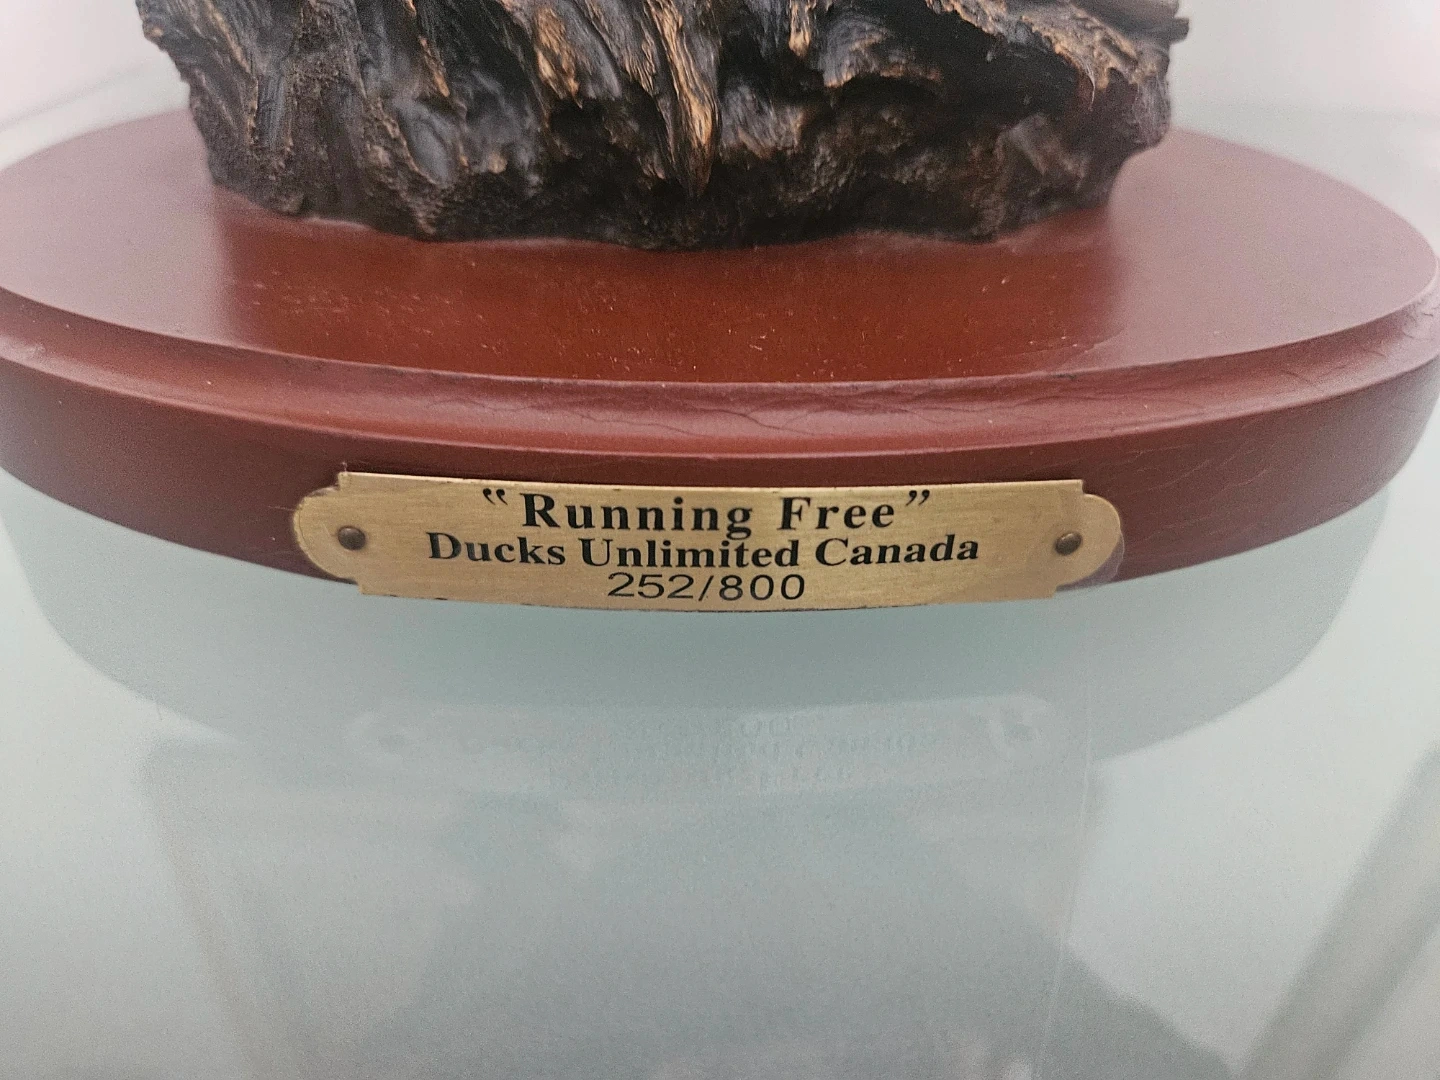 “Running Free”
Ducks Unlimited Canada
252/800